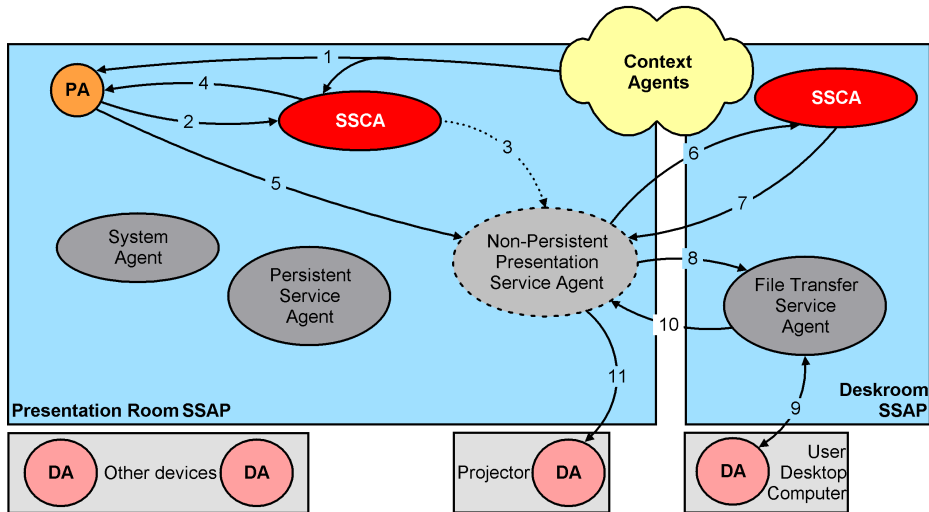 Context
Agents
1
PA
4
SSCA
2
SSCA
3
6
5
7
System
Agent
Non-Persistent
Presentation
Service Agent
8
Persistent
Service
Agent
File Transfer
Service
Agent
10
11
Presentation Room SSAP
Deskroom
SSAP
9
DA
Other devices
DA
Projector
DA
DA
User
Desktop
Computer